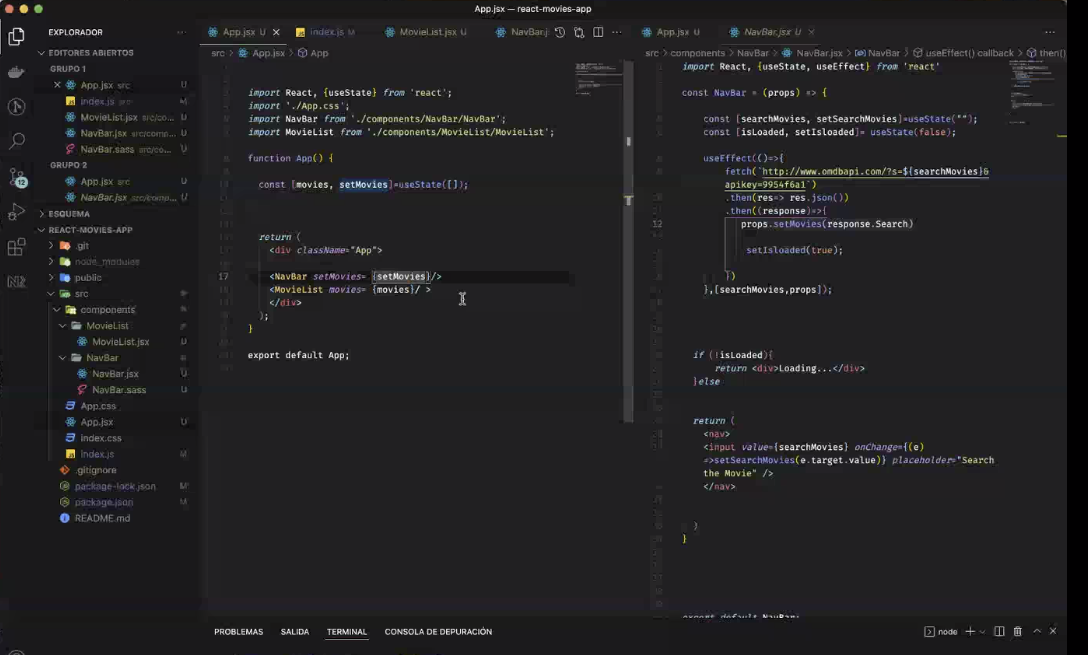 App.jsx — react-movies-app
EXPLORADOR
EDITORES ABIERTOS
GRUPO 1
App.jsx src
index.js M
MovieList.jsx src/co... U
NavBar.jsx src/comp... U
NavBar.sass src/co... U
GRUPO 2
App.jsx src U
NavBar.jsx src/comp... U
ESQUEMA
REACT-MOVIES-APP
.git
node_modules
public
src
components
MovieList
MovieList.jsx U
NavBar
NavBar.jsx U
NavBar.sass U
App.css
App.jsx U
index.css
index.js M
.gitignore
package-lock.json M
package.json M
README.md
12
App.jsx U
index.js M
MovieList.jsx U
NavBar.j
src > App.jsx > App
import React, {useState} from 'react';
import './App.css';
import NavBar from './components/NavBar/NavBar';
import MovieList from './components/MovieList/MovieList';
function App() {
const [movies, setMovies]=useState([]);
return (
<div className="App">
17 <NavBar setMovies= {setMovies}/>
<MovieList movies= {movies}/ >
</div>
);
}
export default App;
App.jsx U
NavBar.jsx U
src > components > NavBar > NavBar.jsx > NavBar > useEffect() callback > then()
import React, {useState, useEffect} from 'react'
const NavBar = (props) => {
const [searchMovies, setSearchMovies]=useState("");
const [isLoaded, setIsloaded]= useState(false);
useEffect(()=>{
fetch(`http://www.omdbapi.com/?s=${searchMovies}&
apikey=9954f6a1`)
.then(res=> res.json())
.then((response)=>{
12 props.setMovies(response.Search)
setIsloaded(true);
})
},[searchMovies,props]);
if (!isLoaded){
return <div>Loading...</div>
}else
return (
<nav>
<input value={searchMovies} onChange={(e)
=>setSearchMovies(e.target.value)} placeholder="Search
the Movie" />
</nav>
)
}
export default NavBar;
PROBLEMAS
SALIDA
TERMINAL
CONSOLA DE DEPURACIÓN
node